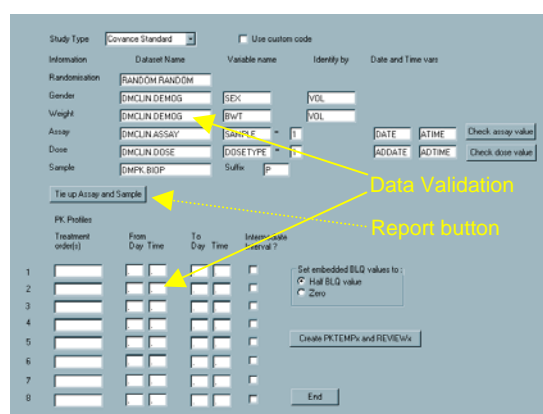 Study Type Covance Standard Use custom code
Information Dataset Name Variable name Identity by Date and Time vars
Randomisation RANDOM.RANDOM
Gender DMCLIN.DEMOG SEX VOL
Weight DMCLIN.DEMOG BWT VOL
Assay DMCLIN.ASSAY SAMPLE = 1 DATE ATIME Check assay value
Dose DMCLIN.DOSE DOSETYPE = 1 ADDATE ADTIME Check dose value
Sample DMPK.BIOP Suffix P
Data Validation
Tie up Assay and Sample
Report button
PK Profiles
Treatment From To Intermediate
order(s) Day Time Day Time Interval ?
1
Set embedded BLQ values to :
2 Half BLQ value
Zero
3
4
5 Create PKTEMPx and REVIEWx
6
7
8 End